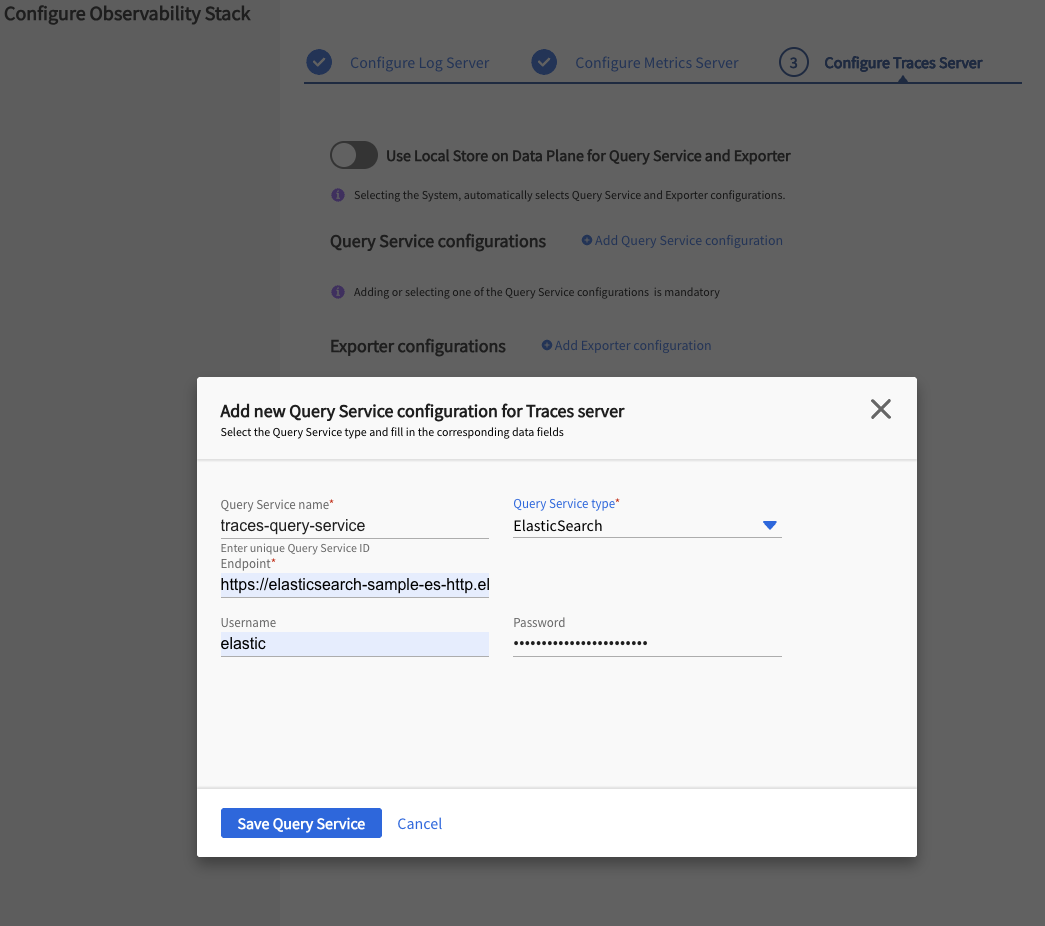 Configure Observability Stack
Configure Log Server
Configure Metrics Server
3 Configure Traces Server
Use Local Store on Data Plane for Query Service and Exporter
Selecting the System, automatically selects Query Service and Exporter configurations.
Query Service configurations Add Query Service configuration
Adding or selecting one of the Query Service configurations is mandatory
Exporter configurations Add Exporter configuration
Add new Query Service configuration for Traces server
Select the Query Service type and fill in the corresponding data fields
Query Service name* Query Service type*
traces-query-service ElasticSearch
Enter unique Query Service ID
Endpoint*
https://elasticsearch-sample-es-http.el
Username Password
elastic ••••••••••••••••••••••••
Save Query Service Cancel